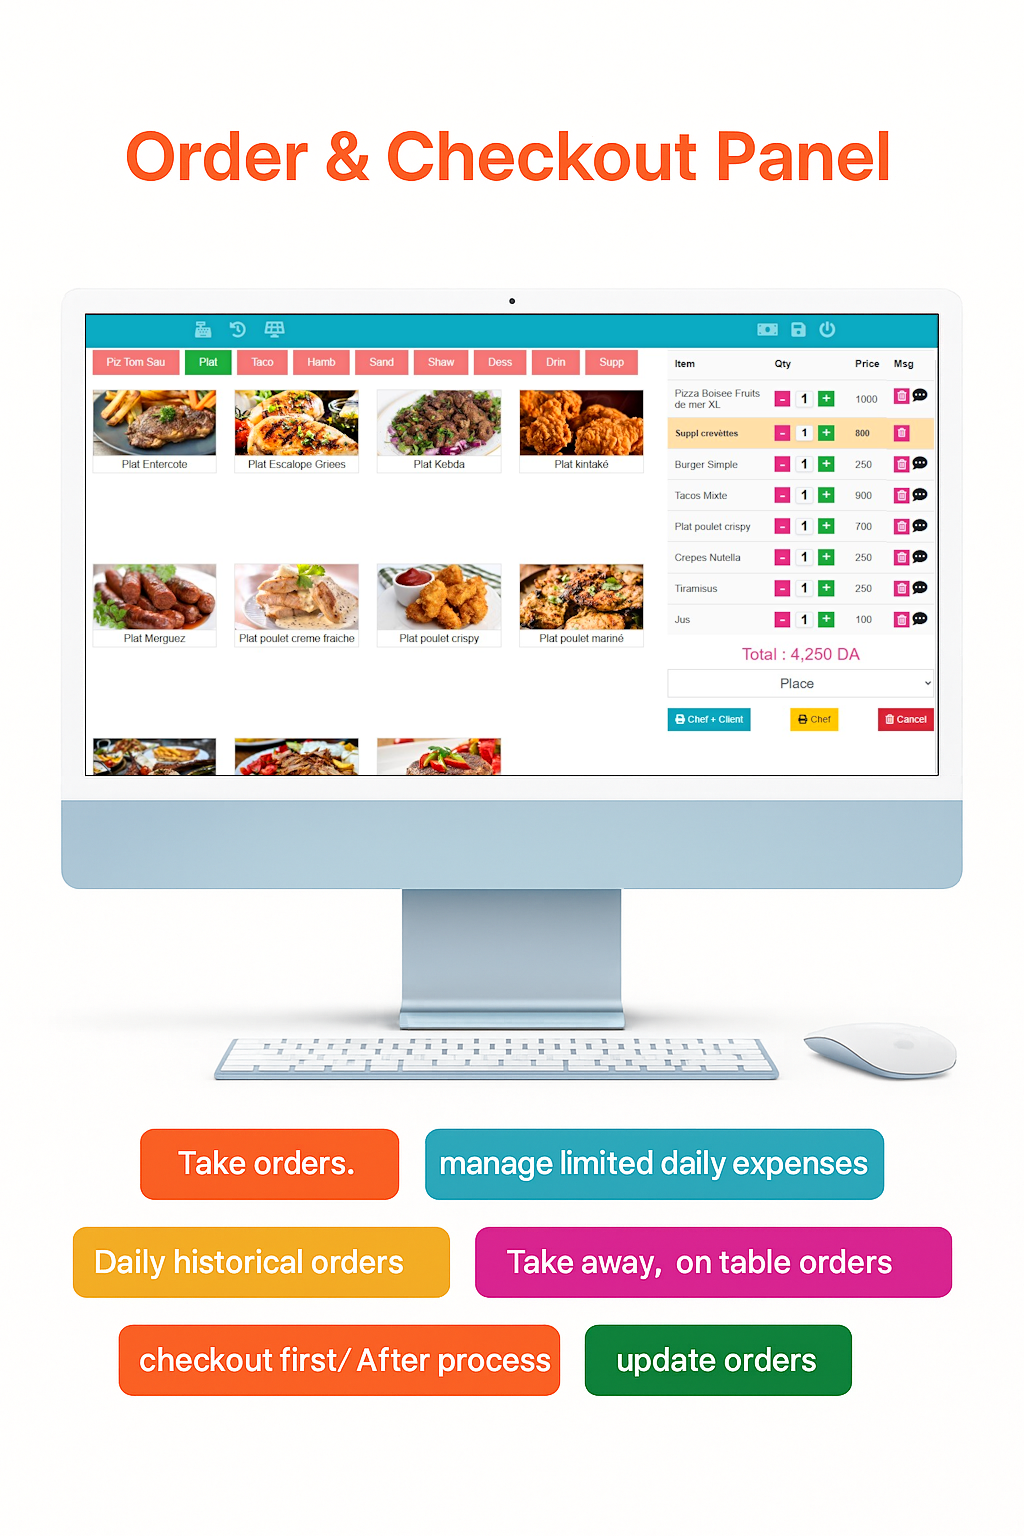 Order & Checkout Panel
Piz Tom Sau Plat Taco Hamb Sand Shaw Dess Drin Supp
Plat Entercote Plat Escalope Griees Plat Kebda Plat kintaké
Plat Merguez Plat poulet creme fraiche Plat poulet crispy Plat poulet mariné
Item Qty Price Msg
Pizza Boisee Fruits
de mer XL - 1 + 1000
Suppl crevèttes - 1 + 800
Burger Simple - 1 + 250
Tacos Mixte - 1 + 900
Plat poulet crispy - 1 + 700
Crepes Nutella - 1 + 250
Tiramisus - 1 + 250
Jus - 1 + 100
Total : 4,250 DA
Place
Chef + Client Chef Cancel
Take orders. manage limited daily expenses
Daily historical orders Take away, on table orders
checkout first/ After process update orders